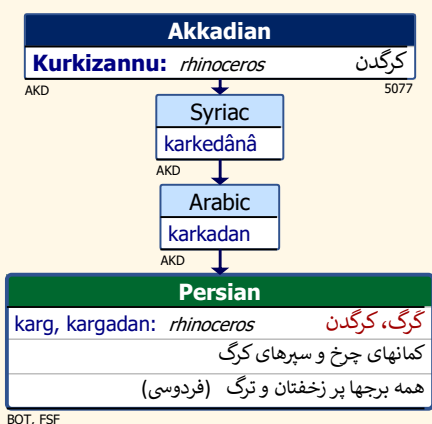 Akkadian
Kurkizannu: rhinoceros کرگدن
AKD 5077
Syriac
karkedânâ
AKD
Arabic
karkadan
AKD
Persian
karg, kargadan: rhinoceros کَرگ، کرگدن
کمانهای چرخ و سپرهای کرگ
همه برجها پر زخفتان و ترگ (فردوسی)
BOT, FSF